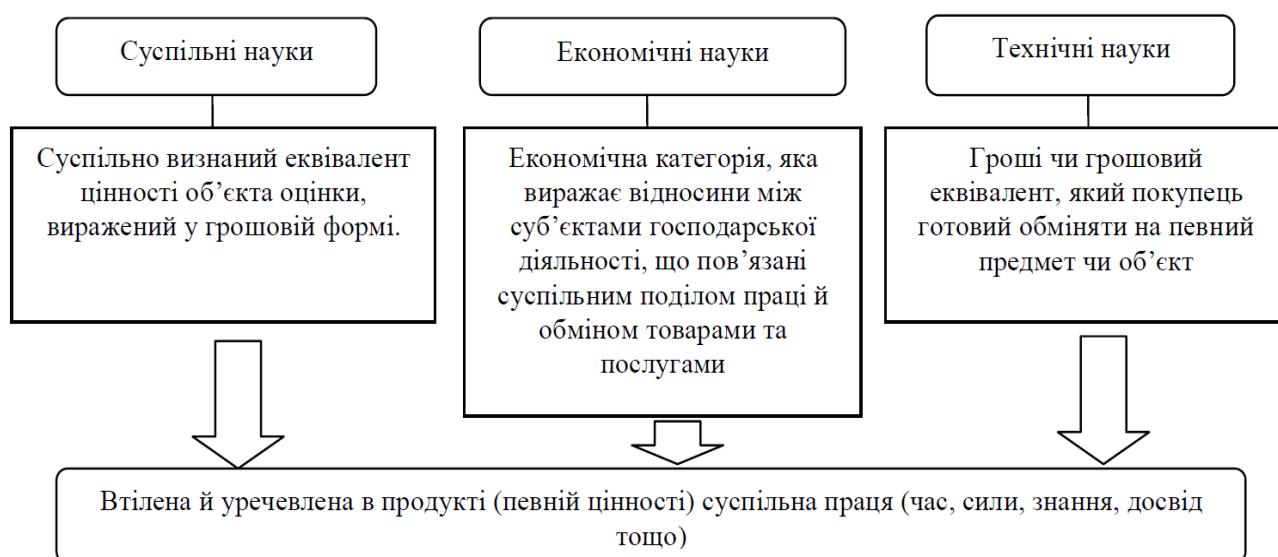 Суспільні науки
Економічні науки
Технічні науки
Суспільно визнаний еквівалент
цінності об’єкта оцінки,
виражений у грошовій формі.
Економічна категорія, яка
виражає відносини між
суб’єктами господарської
діяльності, що пов’язані
суспільним поділом праці й
обміном товарами та
послугами
Гроші чи грошовий
еквівалент, який покупець
готовий обміняти на певний
предмет чи об’єкт
Втілена й уречевлена в продукті (певній цінності) суспільна праця (час, сили, знання, досвід
тощо)